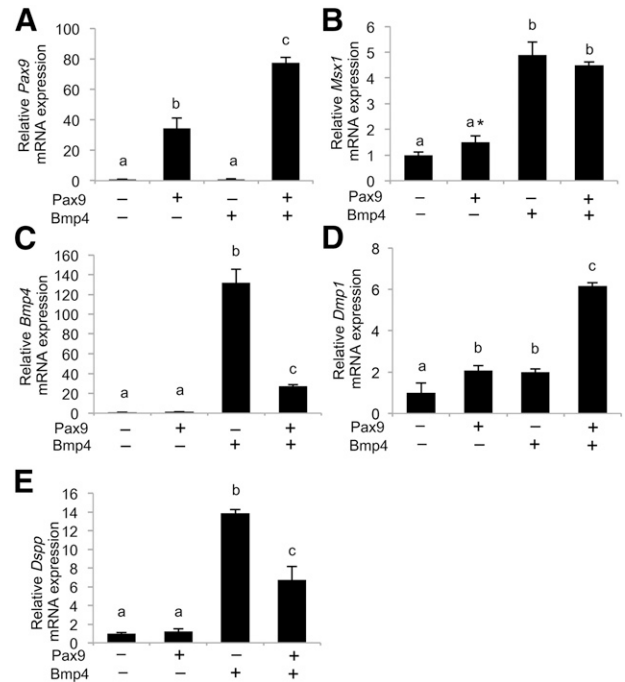 A
Relative Pax9
mRNA expression
100
80
60
40
20
0
a
b
a
c
Pax9 – + – +
Bmp4 – – + +
B
Relative Msx1
mRNA expression
6
5
4
3
2
1
0
a
a*
b
b
Pax9 – + – +
Bmp4 – – + +
C
Relative Bmp4
mRNA expression
160
140
120
100
80
60
40
20
0
a
a
b
c
Pax9 – + – +
Bmp4 – – + +
D
Relative Dmp1
mRNA expression
8
6
4
2
0
a
b
b
c
Pax9 – + – +
Bmp4 – – + +
E
Relative Dspp
mRNA expression
16
14
12
10
8
6
4
2
0
a
a
b
c
Pax9 – + – +
Bmp4 – – + +